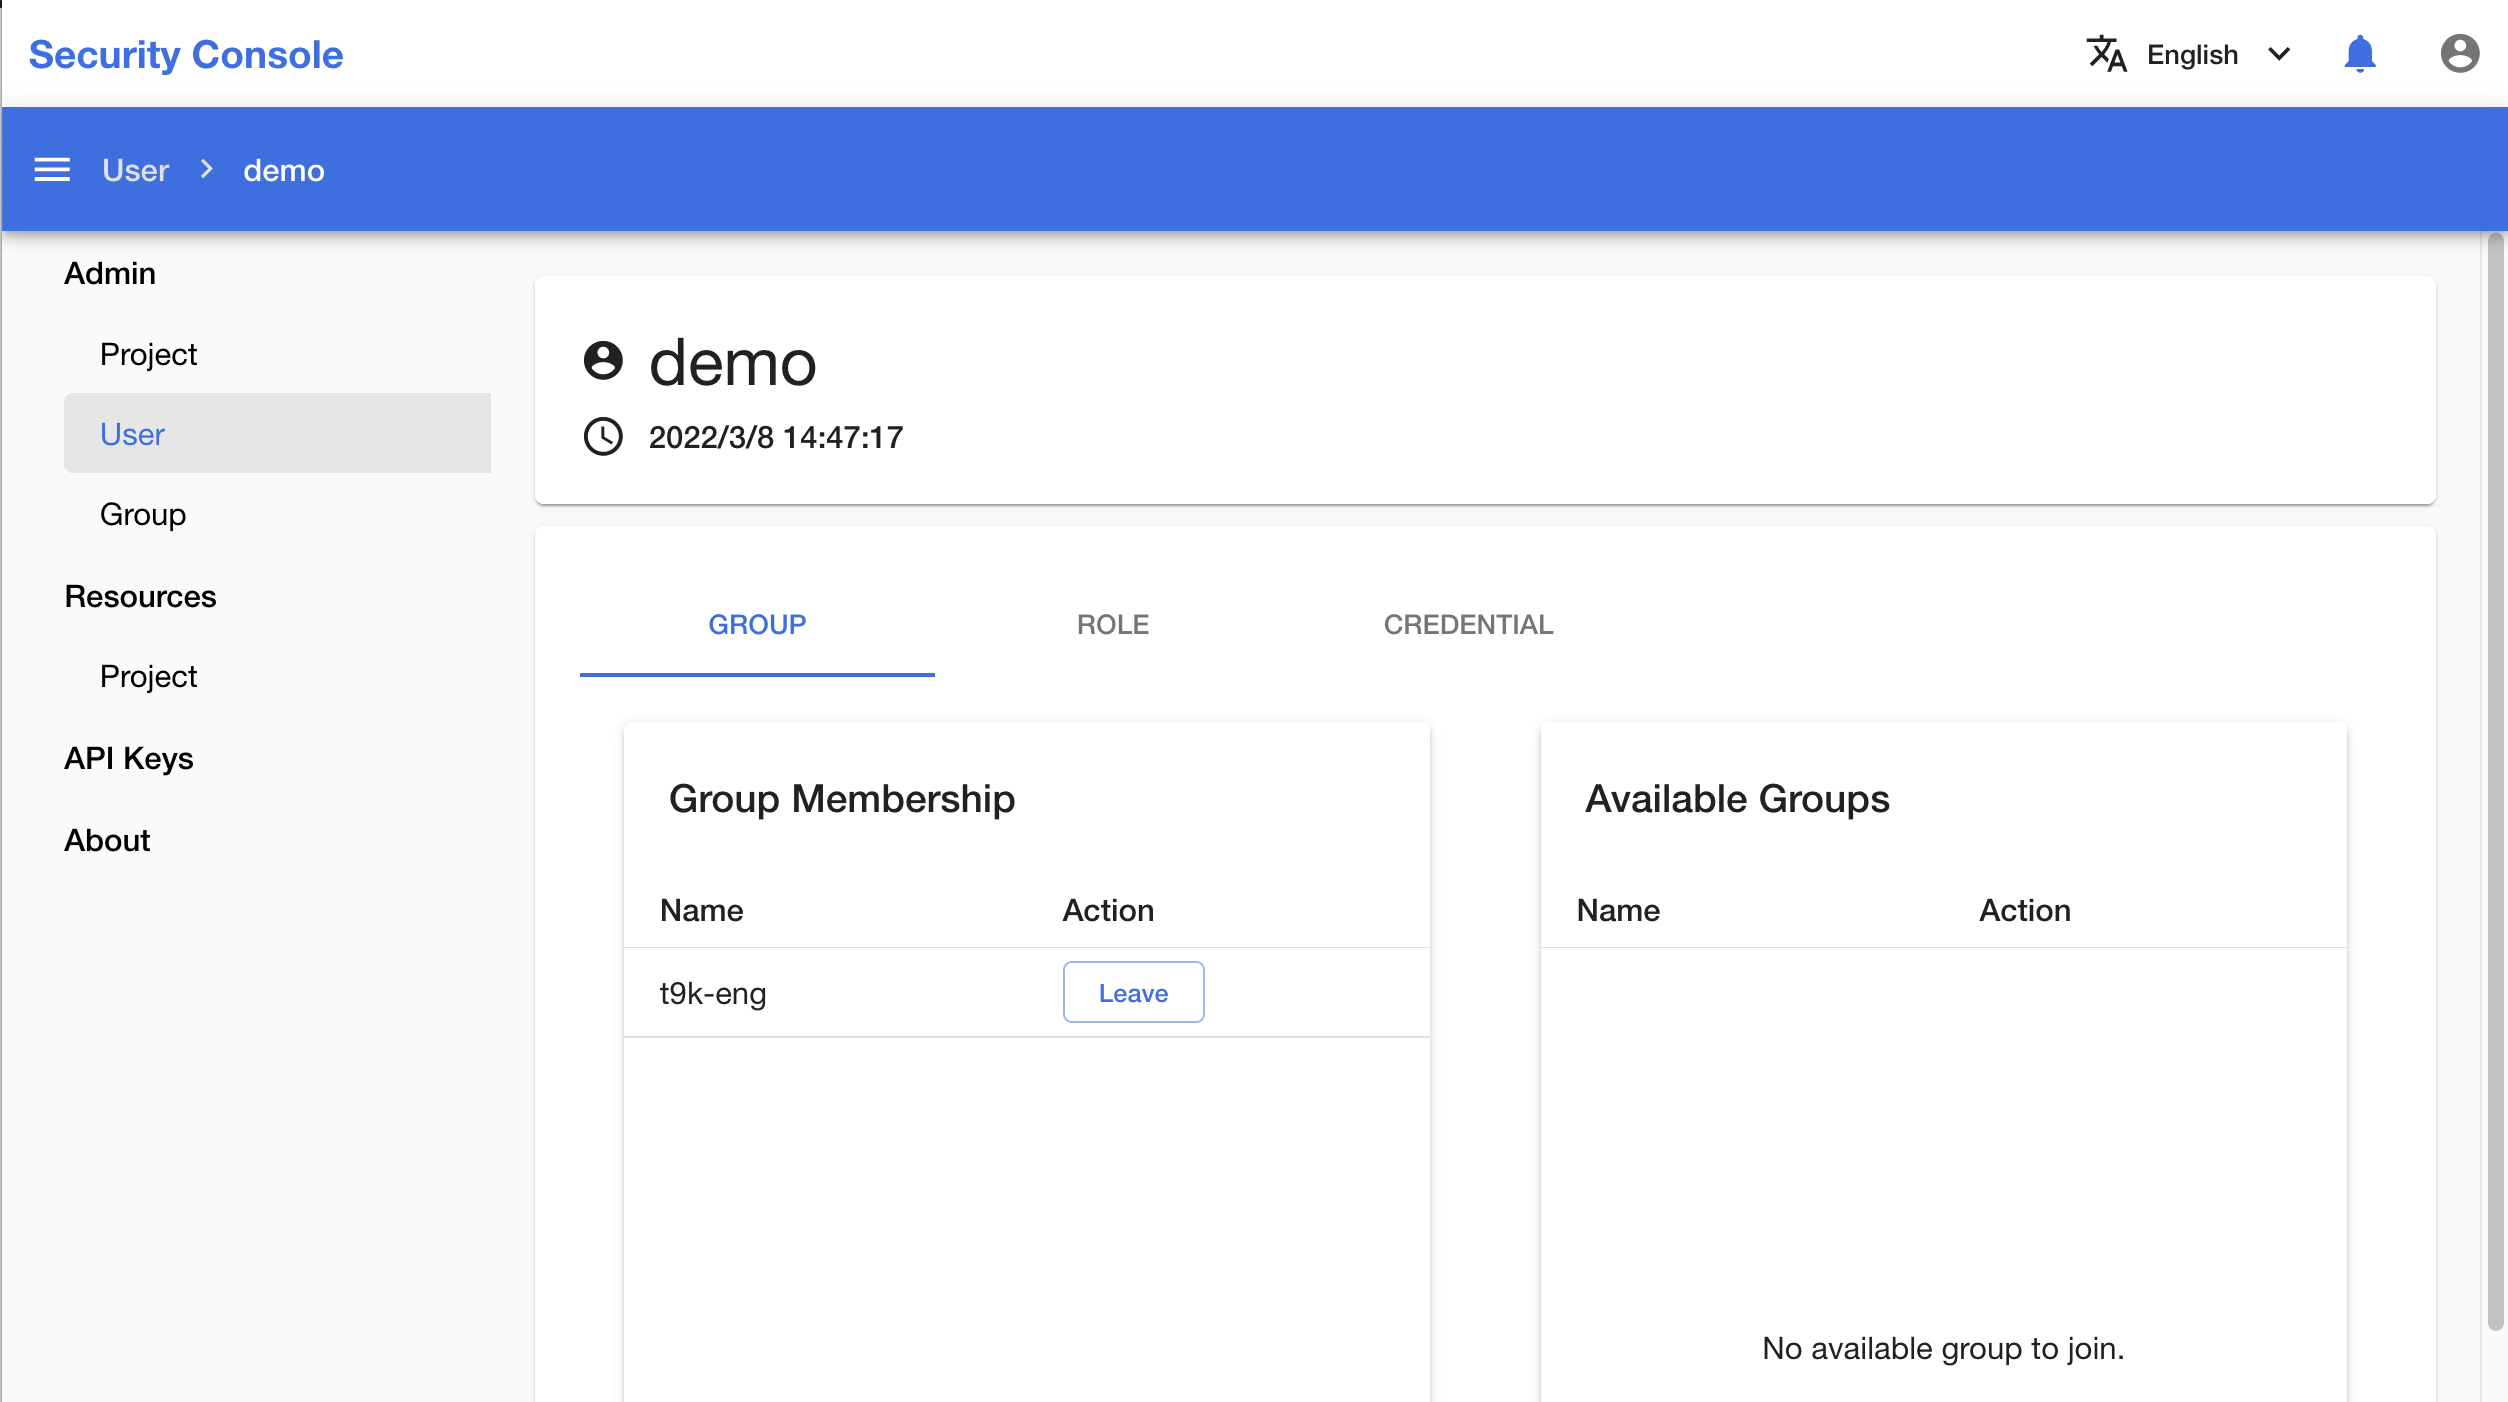 Security Console
English
User > demo
Admin
Project
User
Group
Resources
Project
API Keys
About
demo
2022/3/8 14:47:17
GROUP ROLE CREDENTIAL
Group Membership
Name Action
t9k-eng Leave
Available Groups
Name Action
No available group to join.